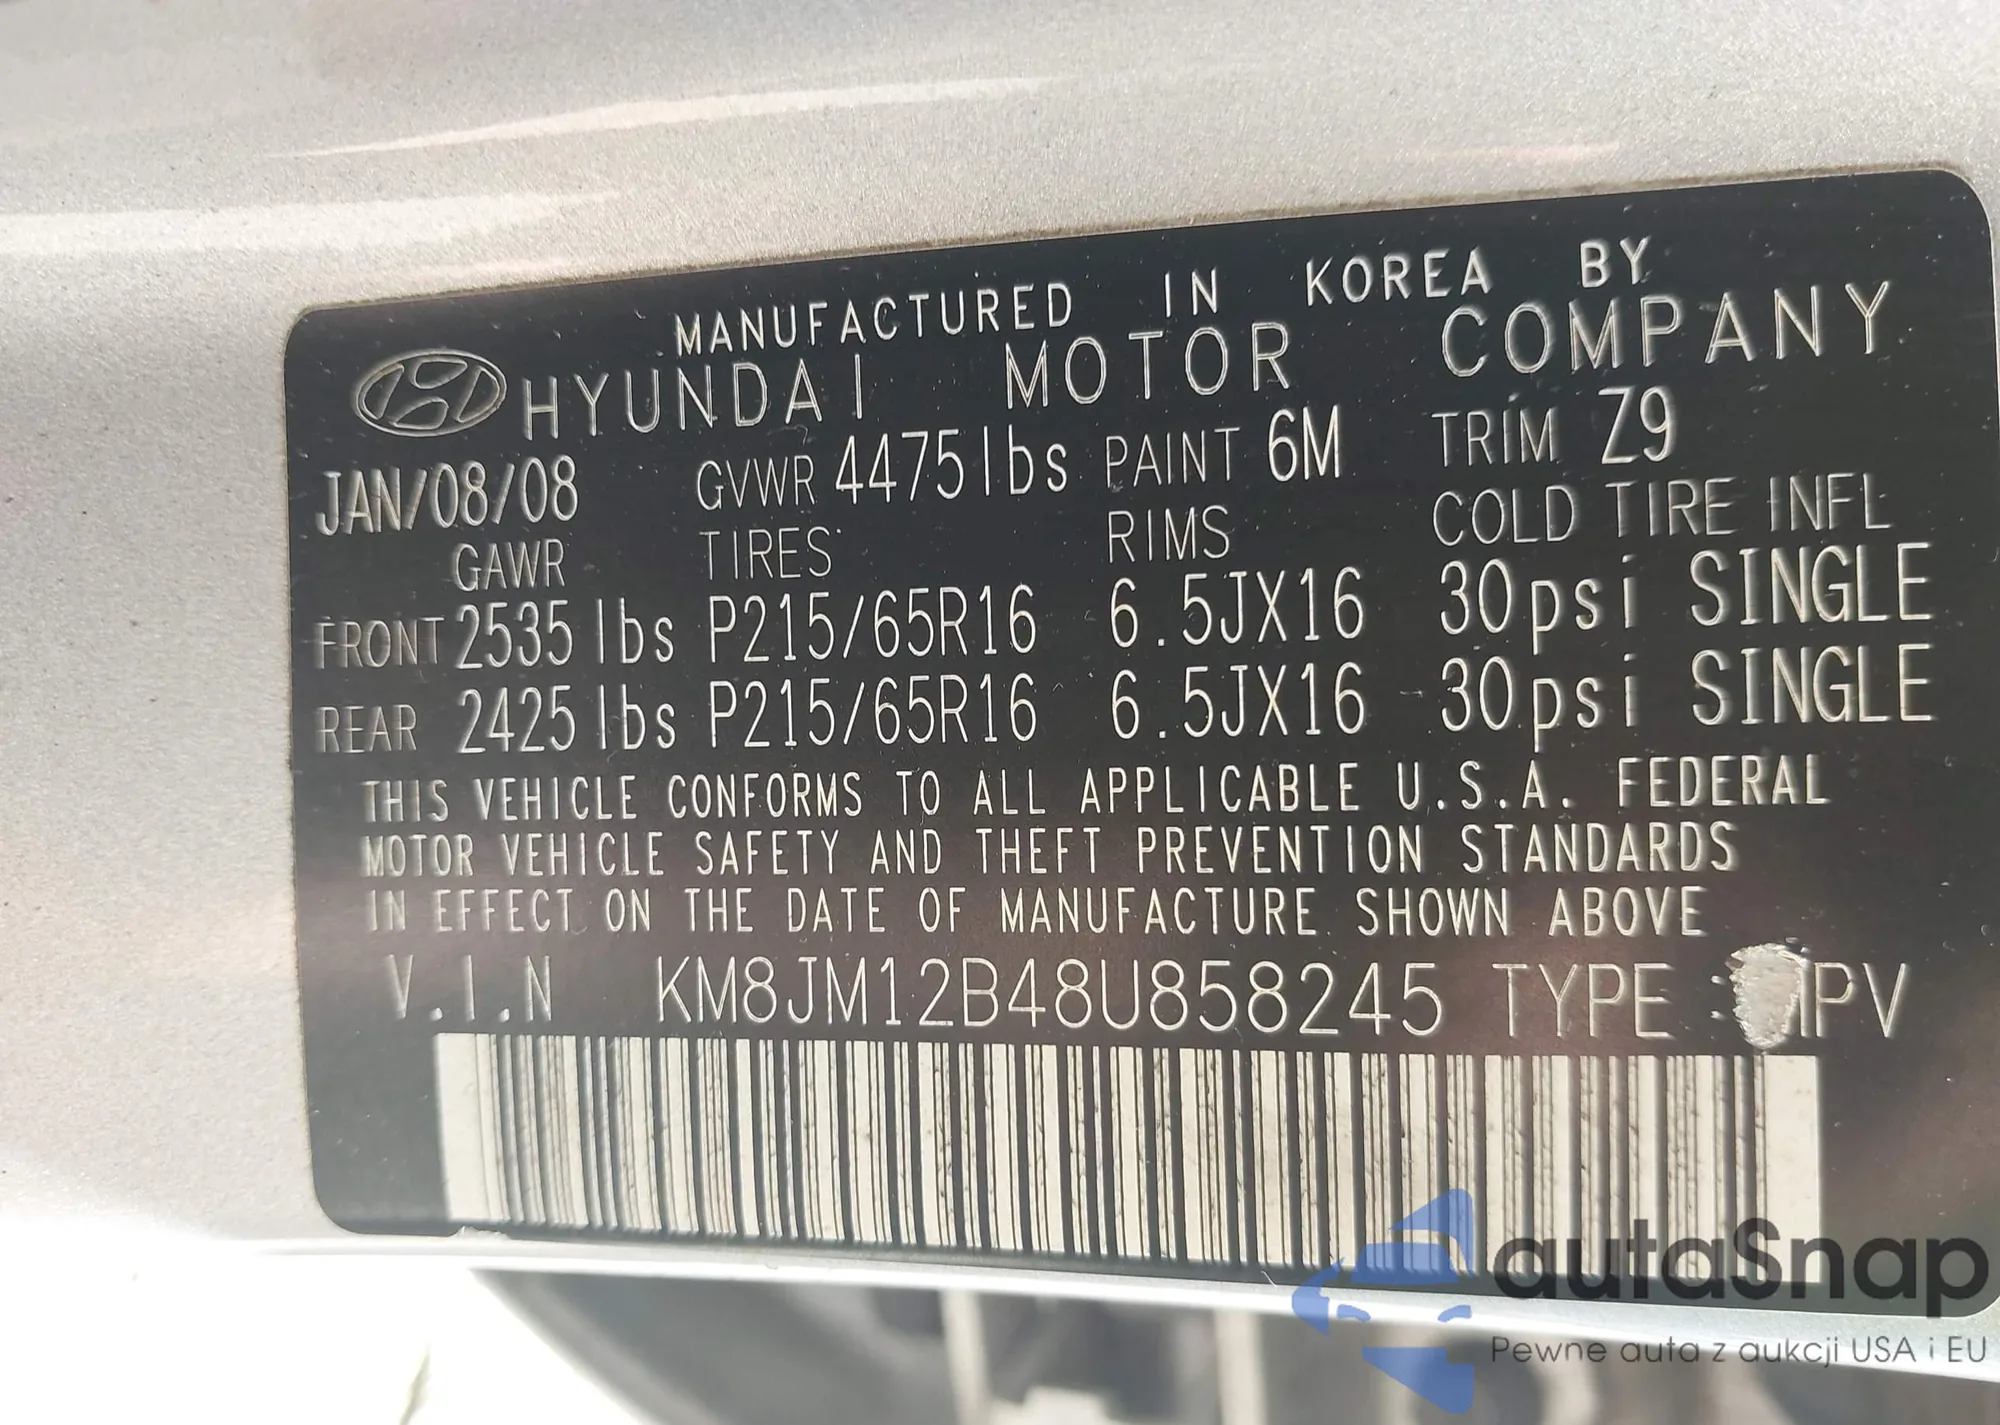 MANUFACTURED IN KOREA BY
HYUNDAI MOTOR COMPANY
JAN/08/08 GVWR 4475lbs PAINT 6M TRIM Z9
GAWR TIRES RIMS COLD TIRE INFL
FRONT 2535lbs P215/65R16 6.5JX16 30psi SINGLE
REAR 2425lbs P215/65R16 6.5JX16 30psi SINGLE
THIS VEHICLE CONFORMS TO ALL APPLICABLE U.S.A. FEDERAL
MOTOR VEHICLE SAFETY AND THEFT PREVENTION STANDARDS
IN EFFECT ON THE DATE OF MANUFACTURE SHOWN ABOVE
V.I.N KM8JM12B48U858245 TYPE : MPV
autaSnap
Pewne auta z aukcji USA i EU